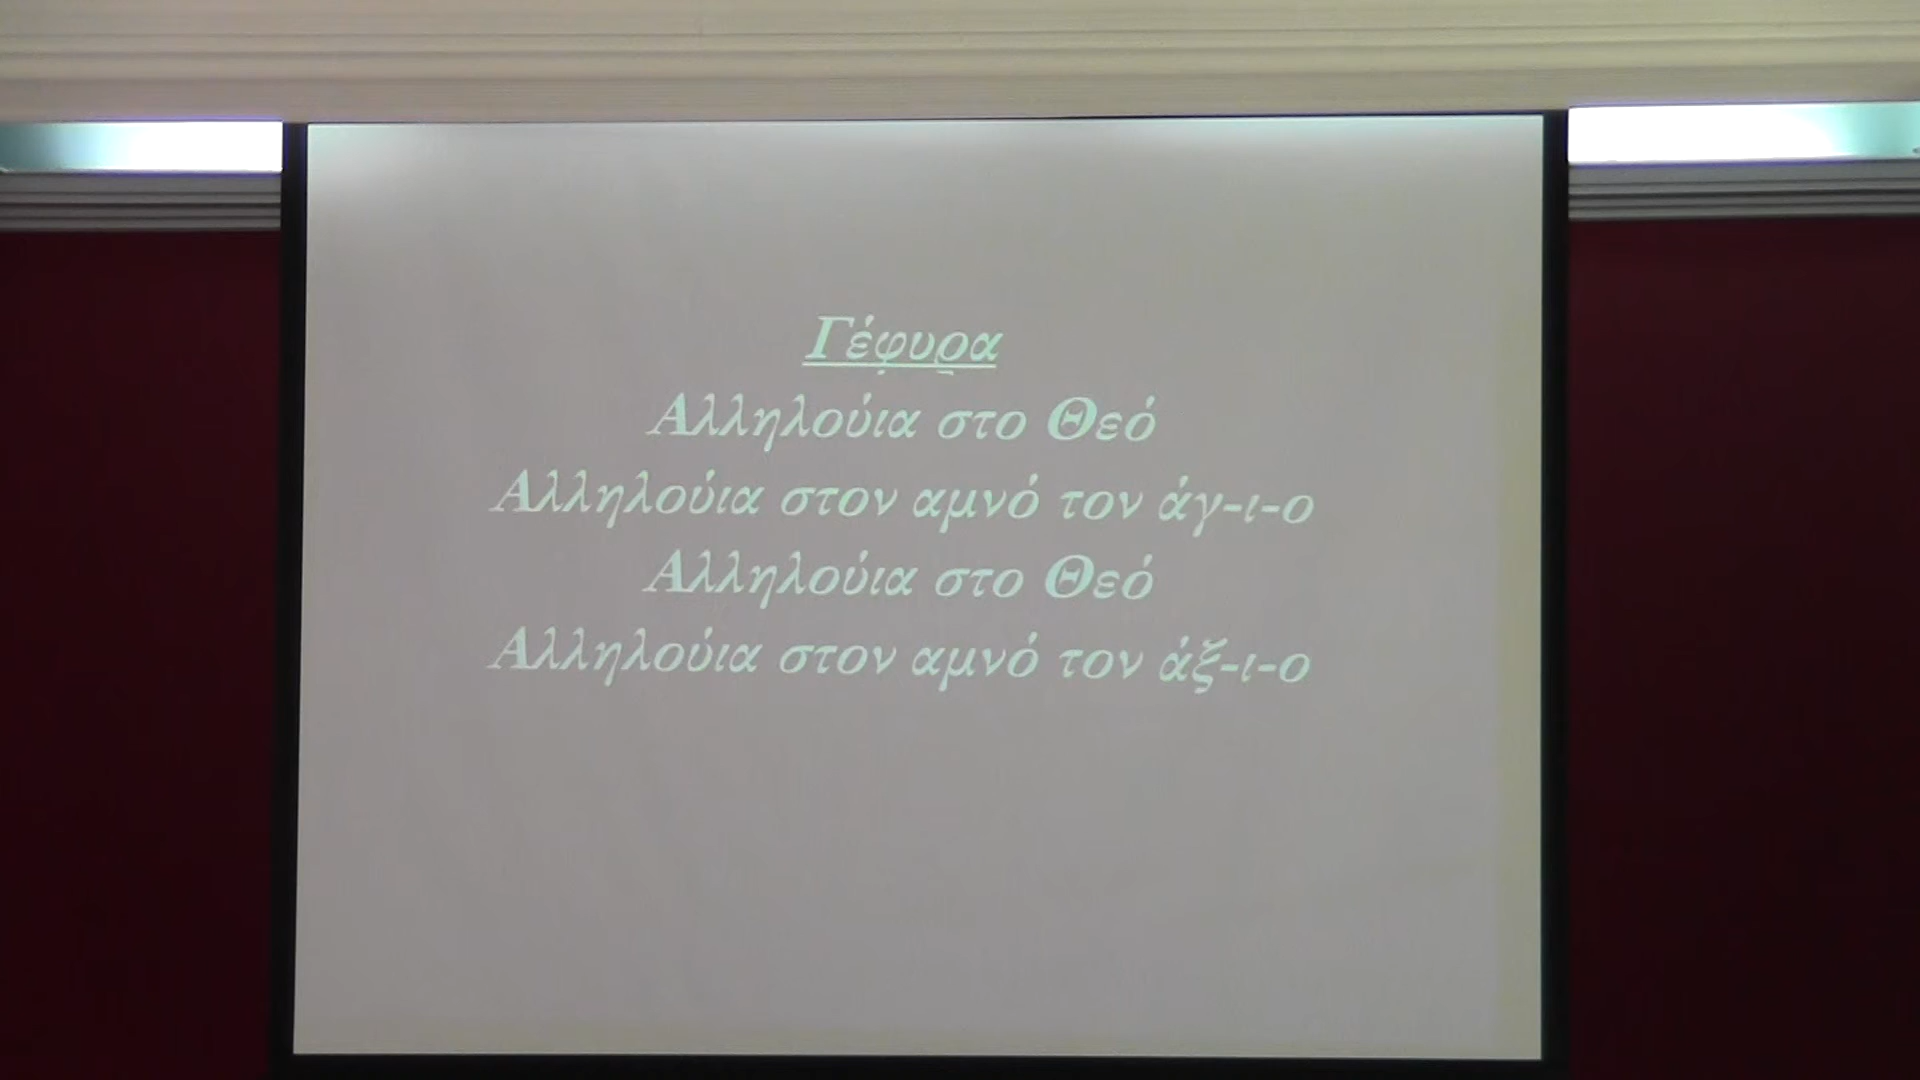 Γέφυρα
Αλληλούια στο Θεό
Αλληλούια στον αμνό τον άγ-ι-ο
Αλληλούια στο Θεό
Αλληλούια στον αμνό τον άξ-ι-ο